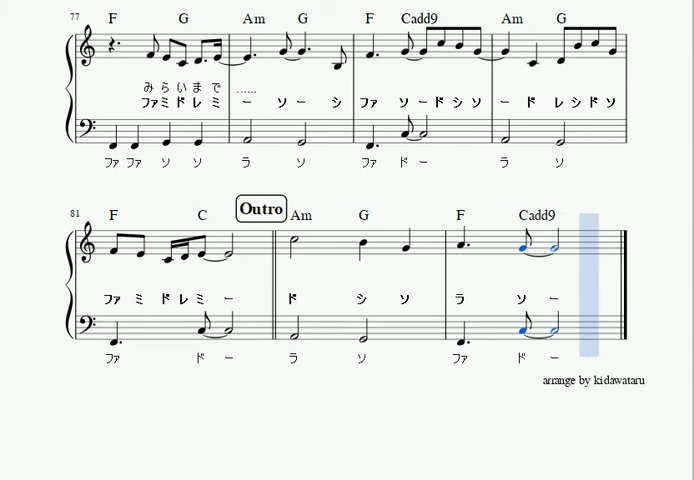 77 F G Am G F Cadd9 Am G
み ら い ま で ......
ファ ミ ド レ ミ ー ソ ー シ ファ ソ ー ド シ ソ ー ド レ シ ド ソ
ファ ファ ソ ソ ラ ソ ファ ド ー ラ ソ
Outro
81 F C Am G F Cadd9
ファ ミ ド レ ミ ー ド シ ソ ラ ソ ー
ファ ド ー ラ ソ ファ ド ー
arrange by kidawataru